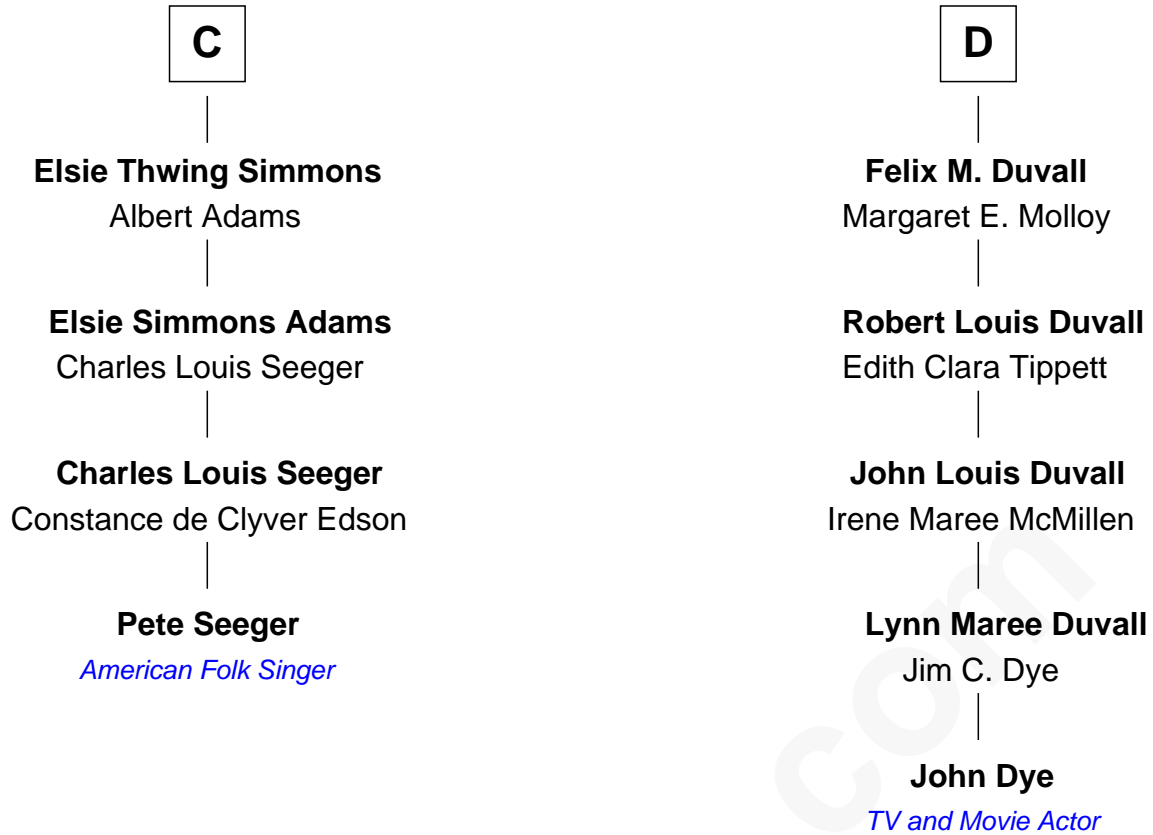 C
Elsie Thwing Simmons
Albert Adams
Elsie Simmons Adams
Charles Louis Seeger
Charles Louis Seeger
Constance de Clyver Edson
Pete Seeger
American Folk Singer
D
Felix M. Duvall
Margaret E. Molloy
Robert Louis Duvall
Edith Clara Tippett
John Louis Duvall
Irene Maree McMillen
Lynn Maree Duvall
Jim C. Dye
John Dye
TV and Movie Actor
com